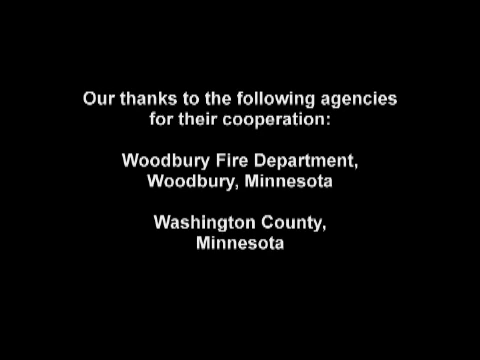 Our thanks to the following agencies
for their cooperation:
Woodbury Fire Department,
Woodbury, Minnesota
Washington County,
Minnesota